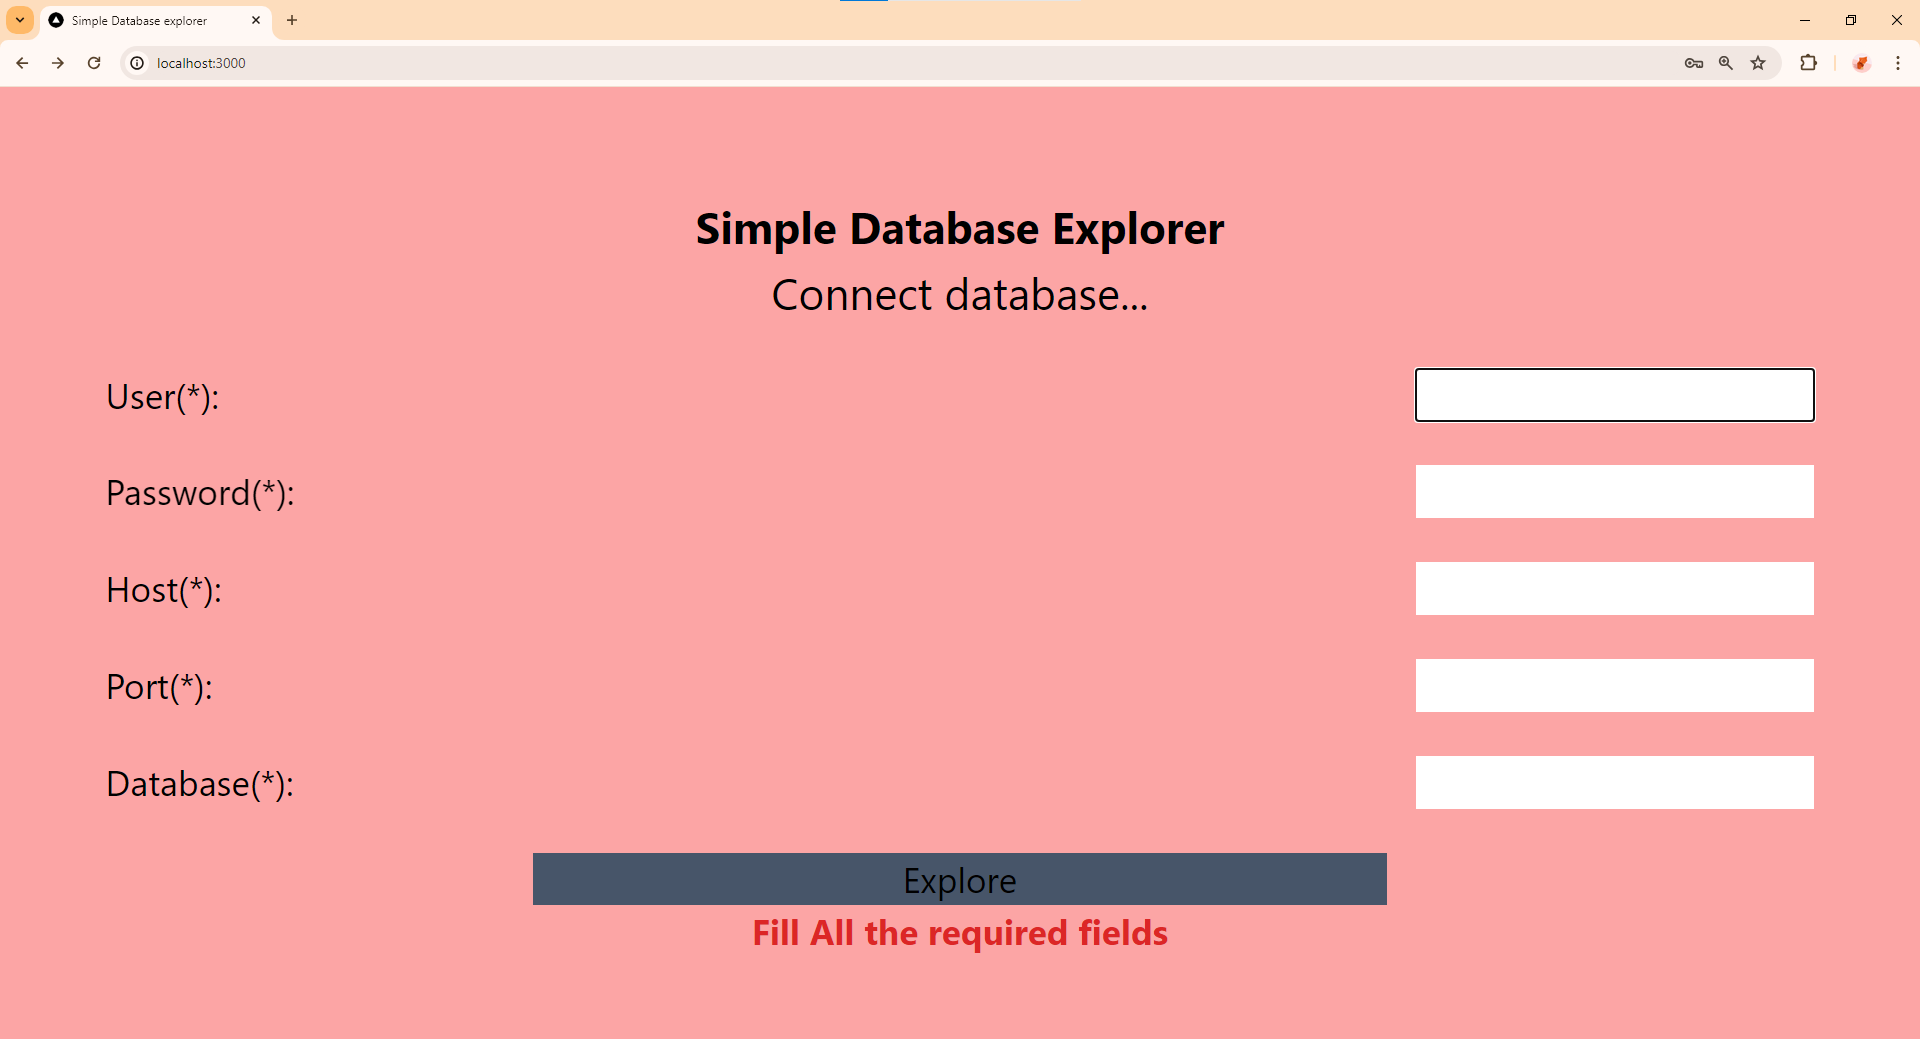 Simple Database explorer
localhost:3000
Simple Database Explorer
Connect database...
User(*):
Password(*):
Host(*):
Port(*):
Database(*):
Explore
Fill All the required fields